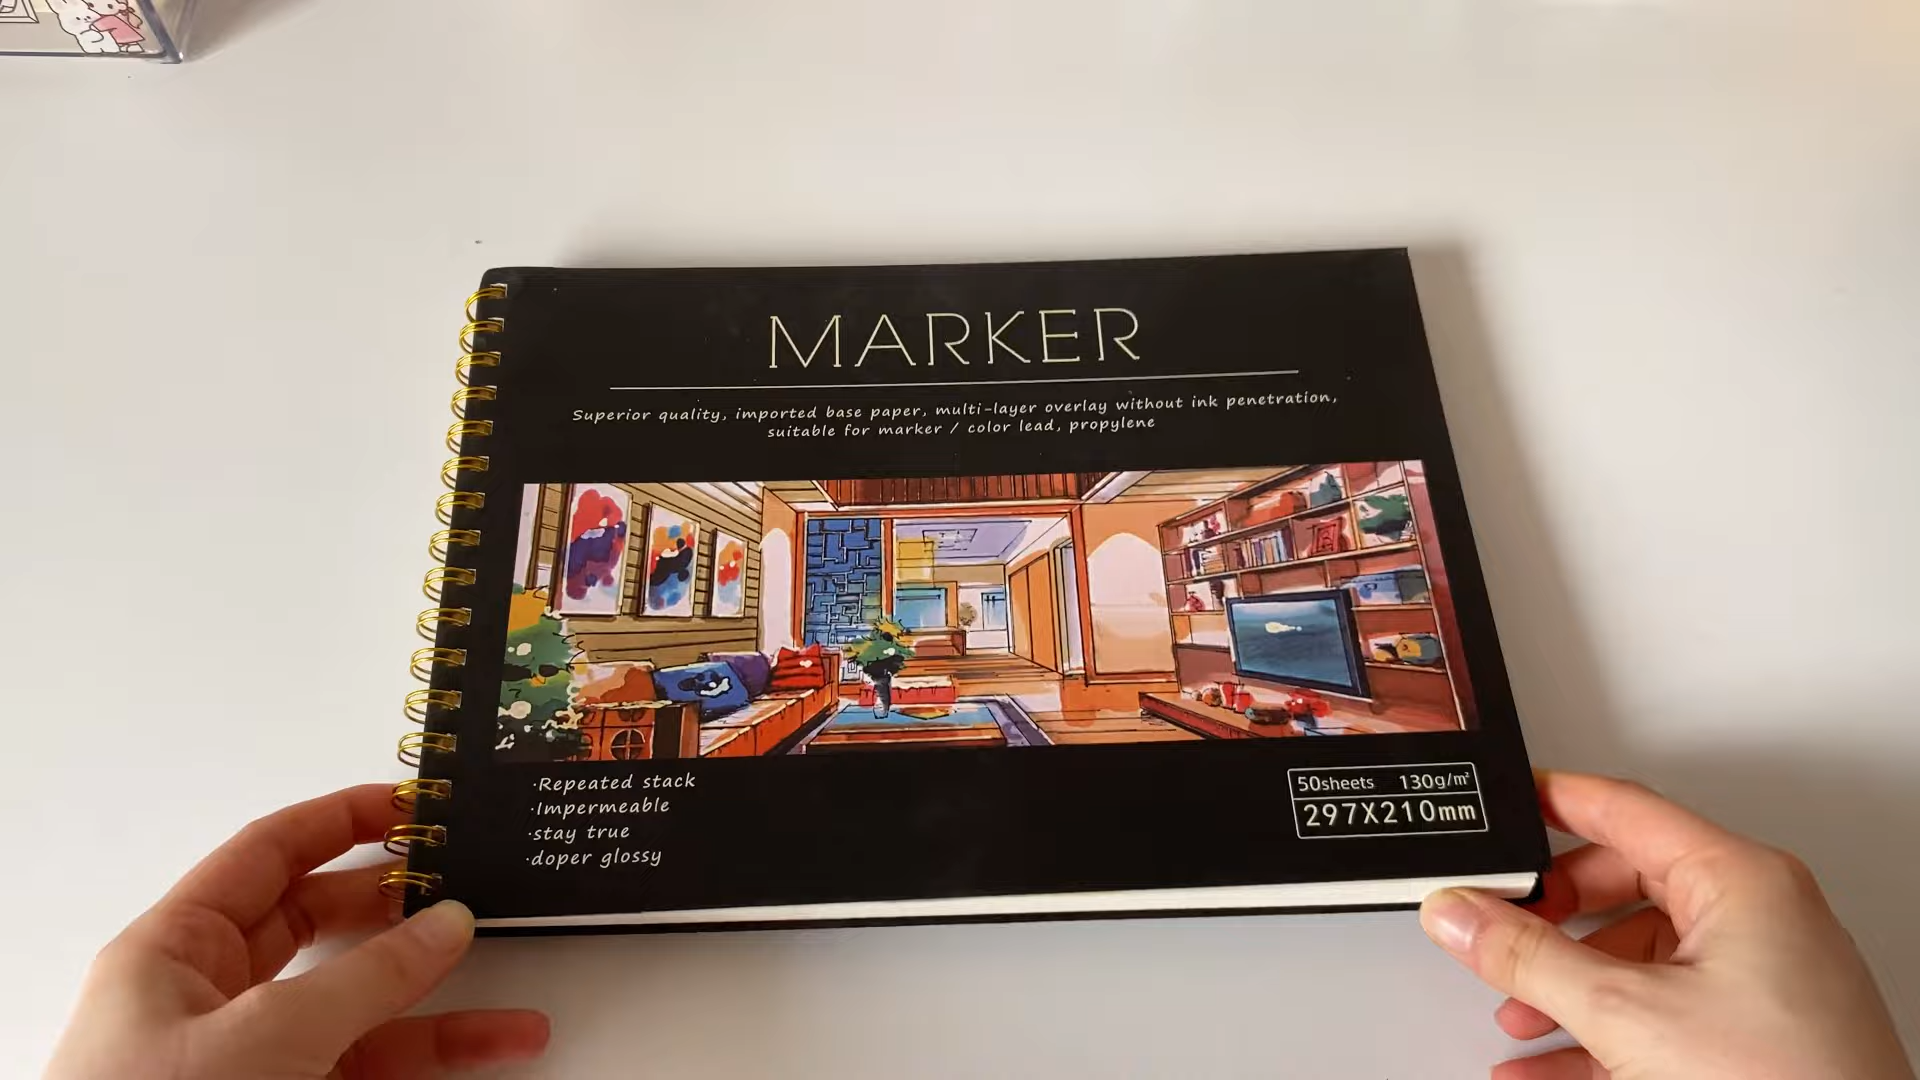 MARKER
Superior quality, imported base paper, multi-layer overlay without ink penetration,
suitable for marker / color lead, propylene
·Repeated stack
·Impermeable
·stay true
·doper glossy
50sheets 130g/m²
297X210mm